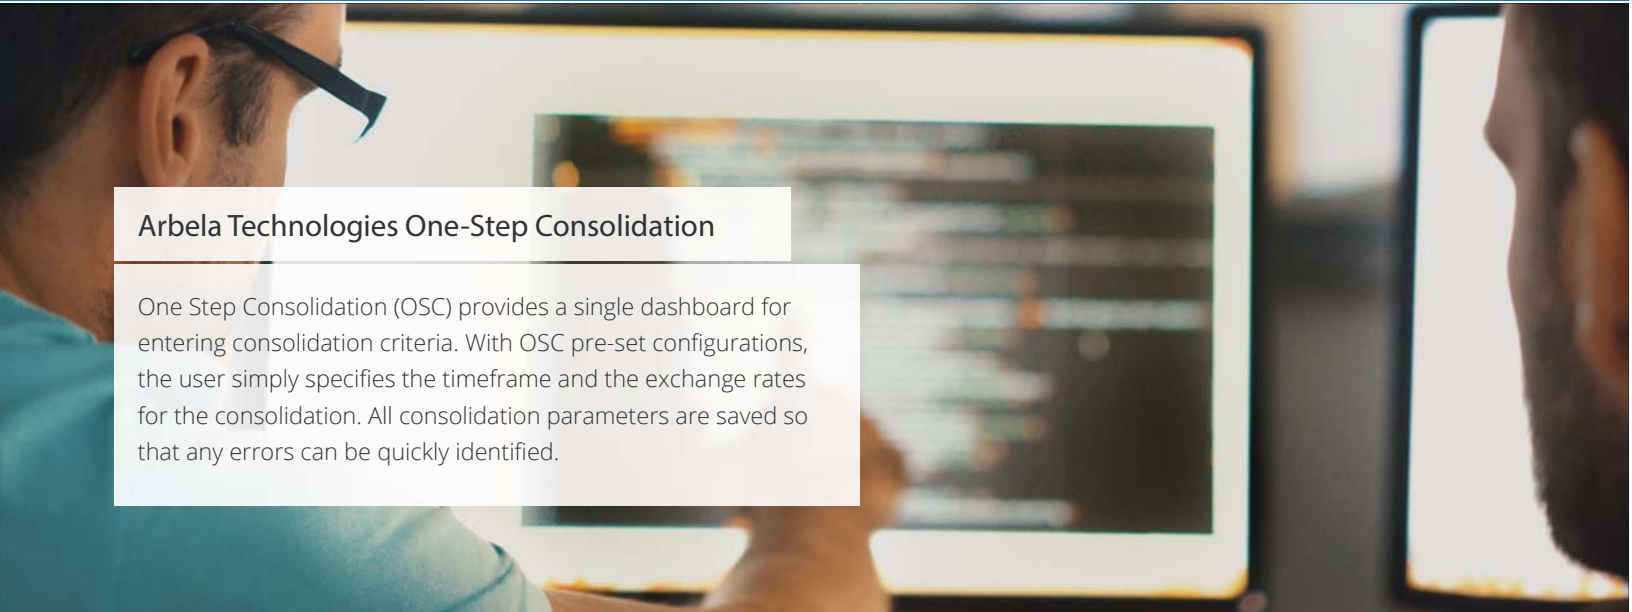 Arbela Technologies One-Step Consolidation
One Step Consolidation (OSC) provides a single dashboard for
entering consolidation criteria. With OSC pre-set configurations,
the user simply specifies the timeframe and the exchange rates
for the consolidation. All consolidation parameters are saved so
that any errors can be quickly identified.